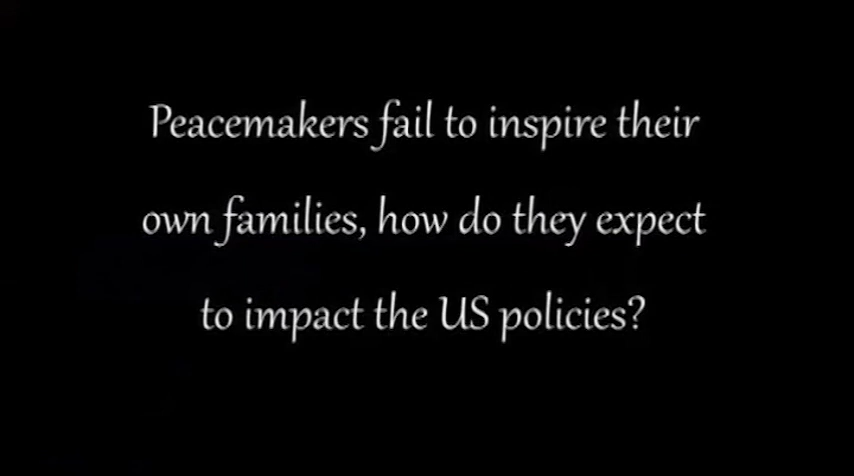 Peacemakers fail to inspire their
own families, how do they expect
to impact the US policies?